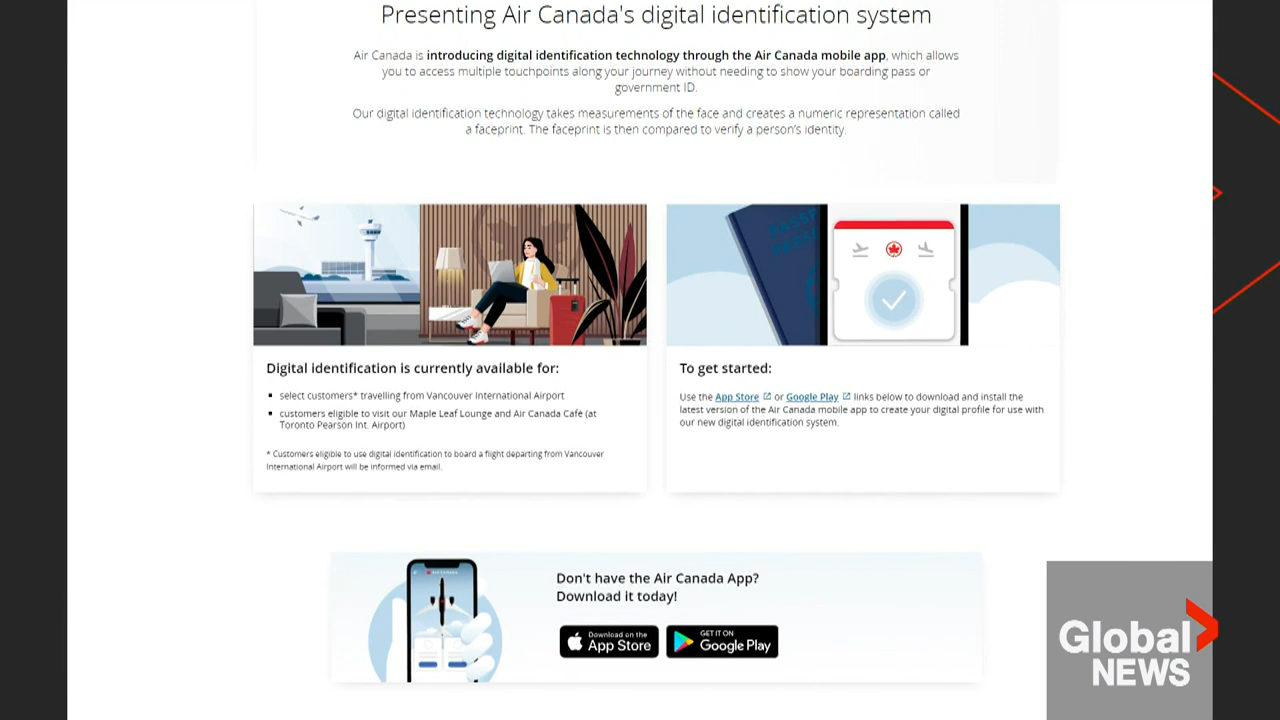 Presenting Air Canada's digital identification system
Air Canada is introducing digital identification technology through the Air Canada mobile app, which allows
you to access multiple touchpoints along your journey without needing to show your boarding pass or
government ID.
Our digital identification technology takes measurements of the face and creates a numeric representation called
a faceprint. The faceprint is then compared to verify a person's identity.
Digital identification is currently available for:
▪ select customers* travelling from Vancouver International Airport
▪ customers eligible to visit our Maple Leaf Lounge and Air Canada Café (at
Toronto Pearson Int. Airport)
* Customers eligible to use digital identification to board a flight departing from Vancouver
International Airport will be informed via email.
To get started:
Use the App Store or Google Play links below to download and install the
latest version of the Air Canada mobile app to create your digital profile for use with
our new digital identification system.
AIR CANADA
Don't have the Air Canada App?
Download it today!
Download on the
App Store
GET IT ON
Google Play
Global
NEWS